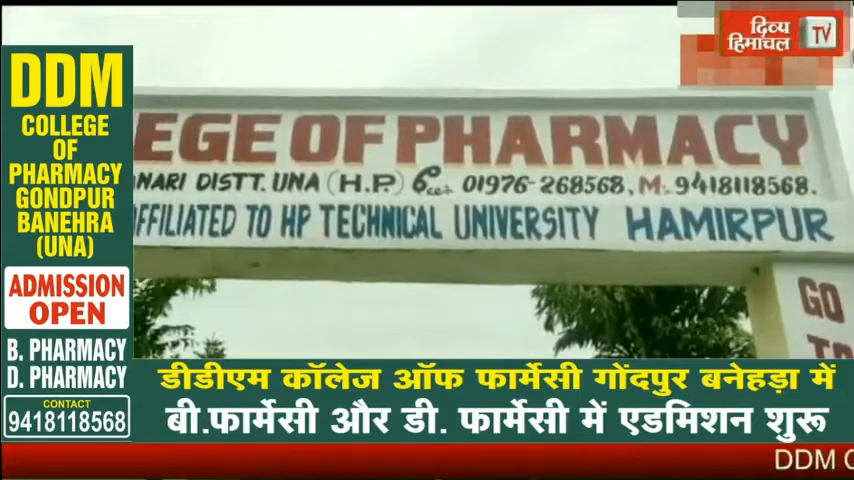 दिव्य
हिमाचल
TV
DDM
COLLEGE
OF
PHARMACY
GONDPUR
BANEHRA
(UNA)
ADMISSION
OPEN
B. PHARMACY
D. PHARMACY
CONTACT
9418118568
EGE OF PHARMACY
NARI DISTT. UNA (H.P.) 01976-268568, M. 9418118568.
FFILIATED TO HP TECHNICAL UNIVERSITY HAMIRPUR
GO
TO
डीडीएम कॉलेज ऑफ फार्मेसी गोंदपुर बनेहड़ा में
बी.फार्मेसी और डी. फार्मेसी में एडमिशन शुरू
DDM C